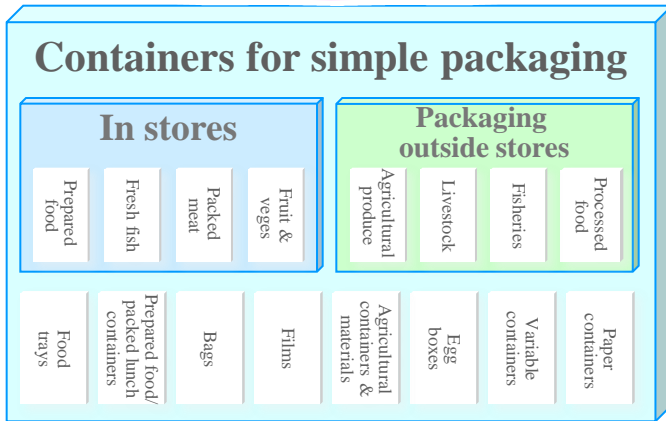 Containers for simple packaging
In stores
Packaging
outside stores
Prepared
food
Fresh fish
Packed
meat
Fruit &
veges
Agricultural
produce
Livestock
Fisheries
Processed
food
Food
trays
Prepared food/
packed lunch
containers
Bags
Films
Agricultural
containers &
materials
Egg
boxes
Variable
containers
Paper
containers